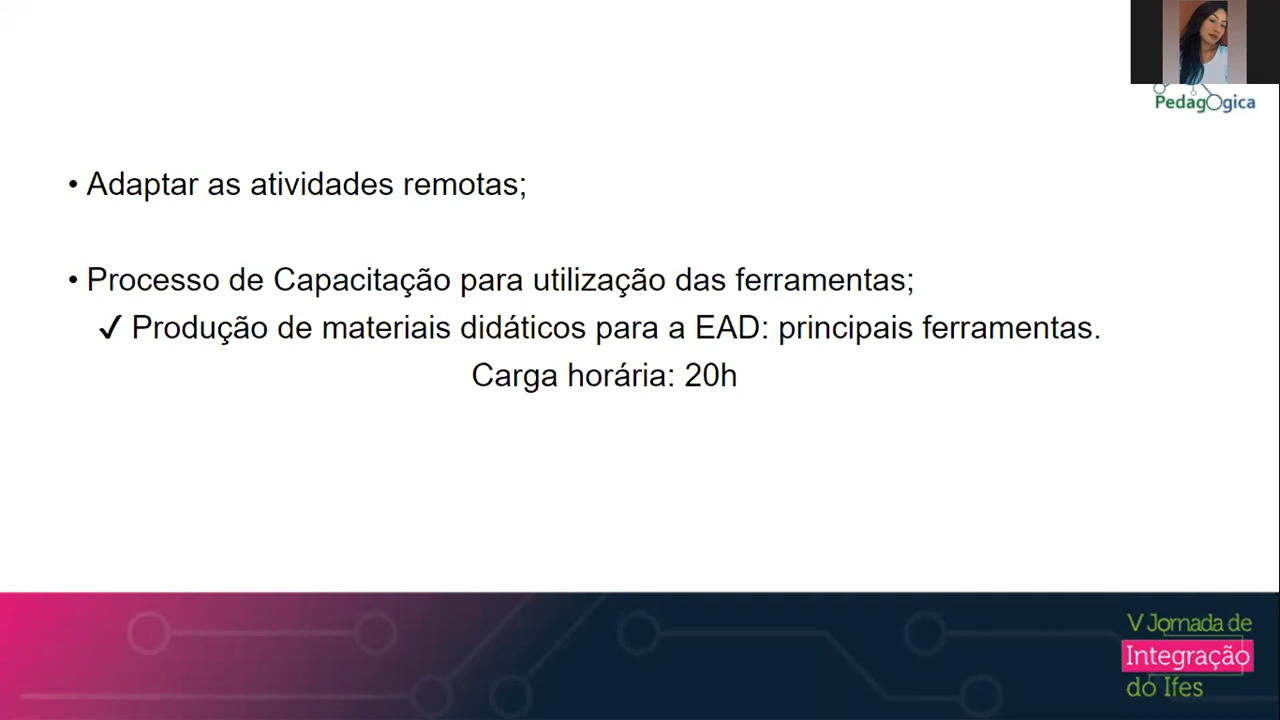 Pedagógica
• Adaptar as atividades remotas;
• Processo de Capacitação para utilização das ferramentas;
✓ Produção de materiais didáticos para a EAD: principais ferramentas.
Carga horária: 20h
V Jornada de
Integração
do Ifes